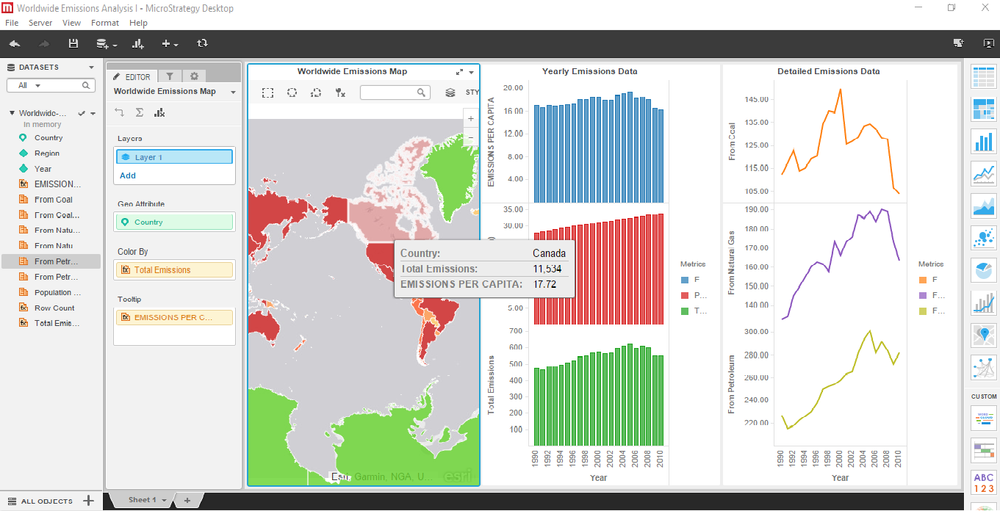 Worldwide Emissions Analysis I - MicroStrategy Desktop
File Server View Format Help
DATASETS
All
Worldwide-...
In memory
Country
Region
Year
EMISSION...
From Coal
From Coal...
From Natu...
From Natu
From Petr...
From Petr...
Population ...
Row Count
Total Emis...
ALL OBJECTS
EDITOR
Worldwide Emissions Map
Layers
Layer 1
Add
Geo Attribute
Country
Color By
Total Emissions
Tooltip
EMISSIONS PER C...
Worldwide Emissions Map
STY
+
−
Country: Canada
Total Emissions: 11,534
EMISSIONS PER CAPITA: 17.72
Esri, Garmin, NGA, U...
esri
Yearly Emissions Data
EMISSIONS PER CAPITA
20.00
16.00
12.00
8.00
4.00
35.00
30.00
5.00
Total Emissions
700
600
500
400
300
200
100
1990 1992 1994 1996 1998 2000 2002 2004 2006 2008 2010
Year
Metrics
E
P...
T...
Detailed Emissions Data
From Coal
145.00
135.00
125.00
115.00
105.00
From Natural Gas
190.00
180.00
170.00
160.00
150.00
140.00
From Petroleum
300.00
280.00
260.00
240.00
220.00
1990 1992 1994 1996 1998 2000 2002 2004 2006 2008 2010
Year
Metrics
F
F...
F...
CUSTOM
WORD
CLOUD
ABC
123
Sheet 1
+